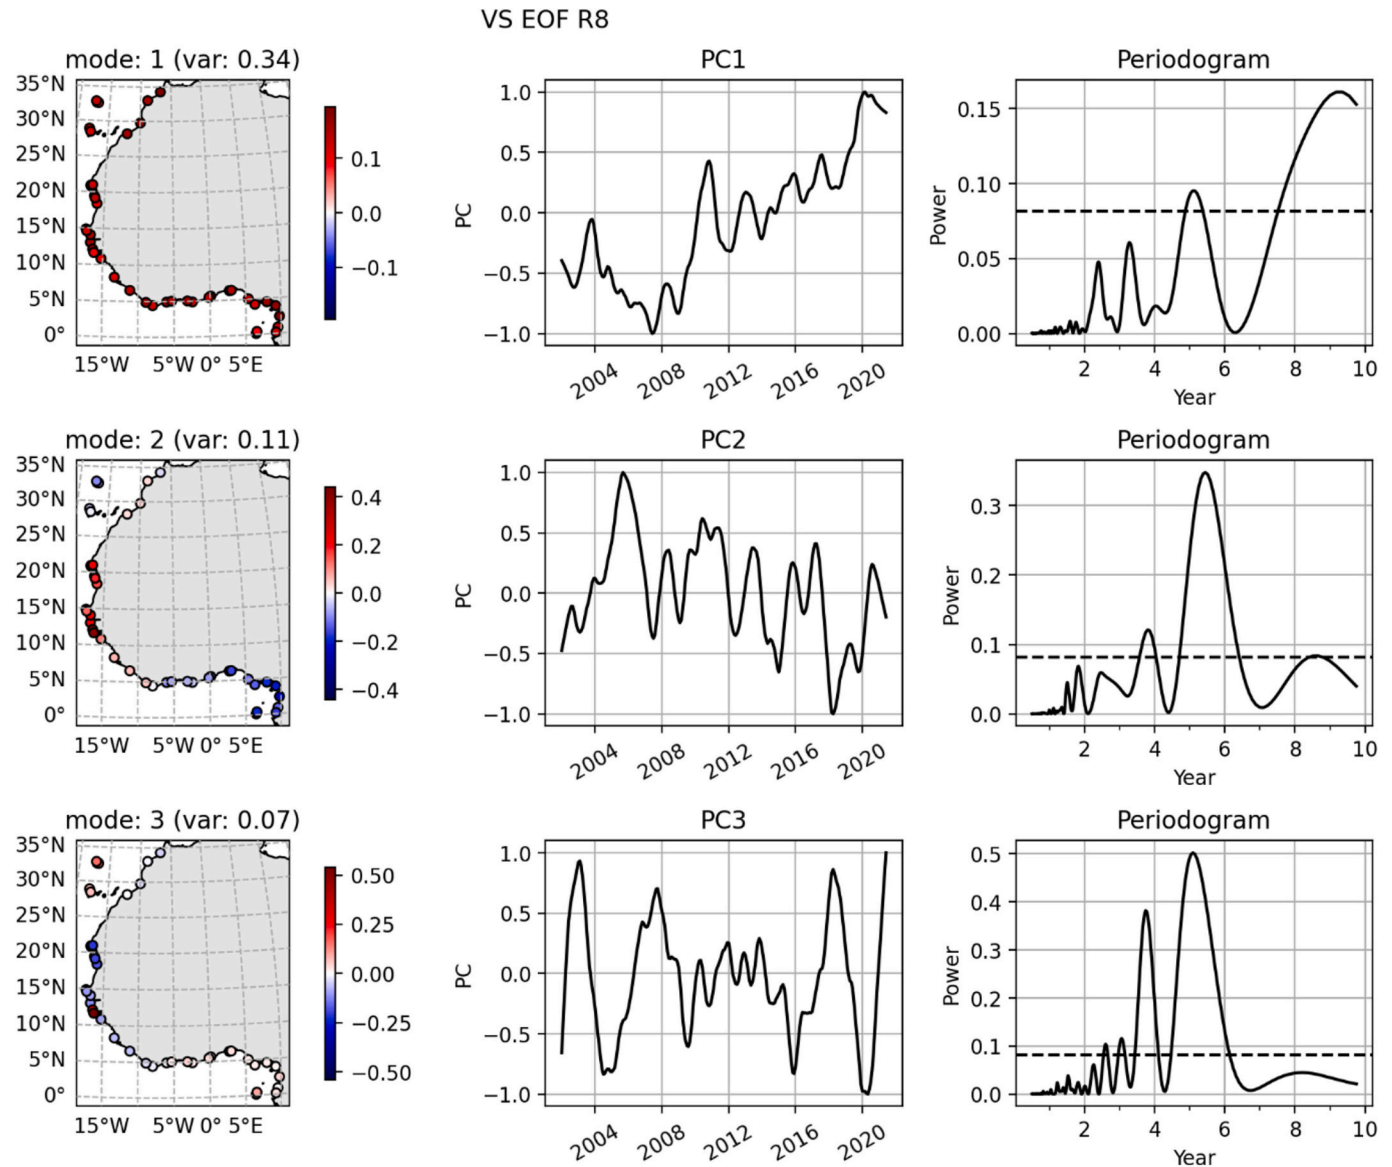 VS EOF R8
mode: 1 (var: 0.34)
35°N
30°N
25°N
20°N
15°N
10°N
5°N
0°
15°W 5°W 0° 5°E
0.1
0.0
−0.1
PC1
PC
1.0
0.5
0.0
−0.5
−1.0
2004 2008 2012 2016 2020
Periodogram
Power
0.15
0.10
0.05
0.00
2 4 6 8 10
Year
mode: 2 (var: 0.11)
35°N
30°N
25°N
20°N
15°N
10°N
5°N
0°
15°W 5°W 0° 5°E
0.4
0.2
0.0
−0.2
−0.4
PC2
PC
1.0
0.5
0.0
−0.5
−1.0
2004 2008 2012 2016 2020
Periodogram
Power
0.3
0.2
0.1
0.0
2 4 6 8 10
Year
mode: 3 (var: 0.07)
35°N
30°N
25°N
20°N
15°N
10°N
5°N
0°
15°W 5°W 0° 5°E
0.50
0.25
0.00
−0.25
−0.50
PC3
PC
1.0
0.5
0.0
−0.5
−1.0
2004 2008 2012 2016 2020
Periodogram
Power
0.5
0.4
0.3
0.2
0.1
0.0
2 4 6 8 10
Year